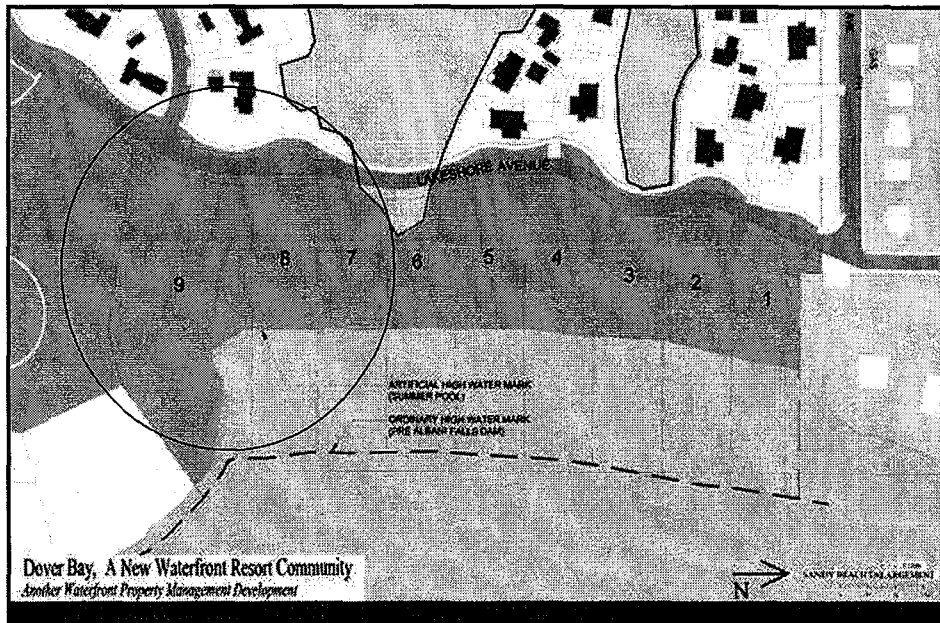 LAKESHORE AVENUE
9 8 7 6 5 4 3 2 1
ARTIFICIAL HIGH WATER MARK
(SUMMER POOL)
ORDINARY HIGH WATER MARK
(PRE ALBANI FALLS DAM)
Dover Bay, A New Waterfront Resort Community
Another Waterfront Property Management Development
N
SANDY BEACH ENLARGEMENT